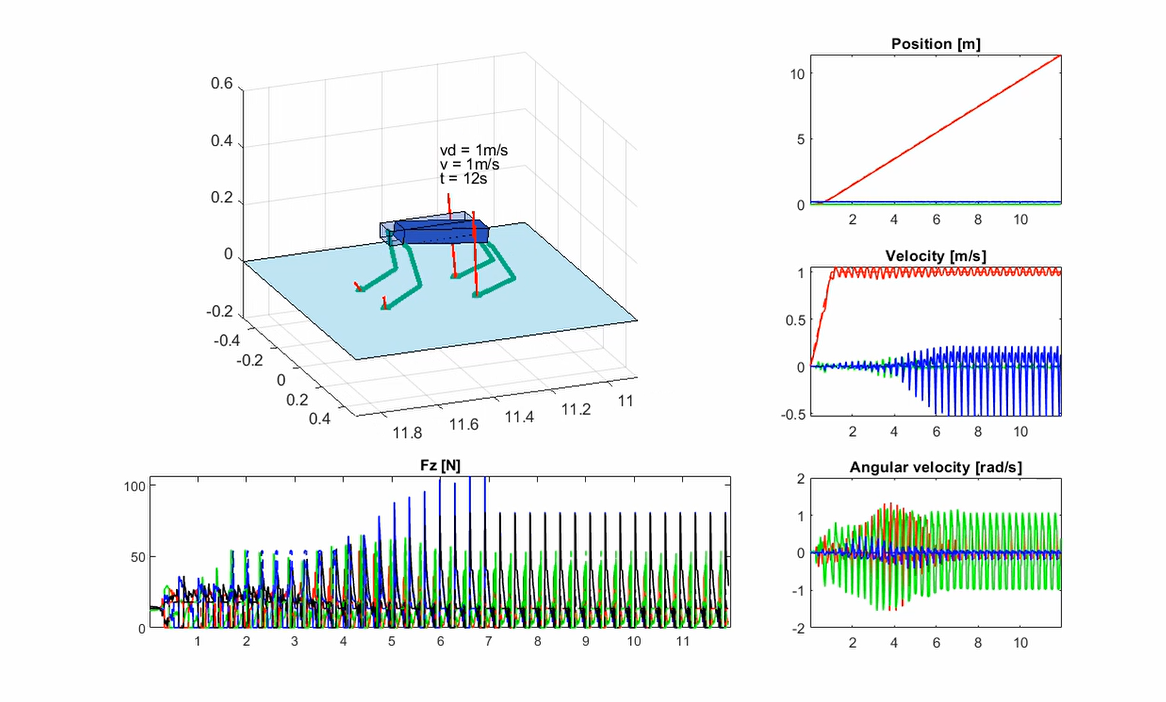 0.6
0.4
0.2
0
-0.2
-0.4
-0.2
0
0.2
0.4
11.8
11.6
11.4
11.2
11
vd = 1m/s
v = 1m/s
t = 12s
Position [m]
10
5
0
2 4 6 8 10
Velocity [m/s]
1
0.5
0
-0.5
2 4 6 8 10
Fz [N]
100
50
0
1 2 3 4 5 6 7 8 9 10 11
Angular velocity [rad/s]
2
1
0
-1
-2
2 4 6 8 10